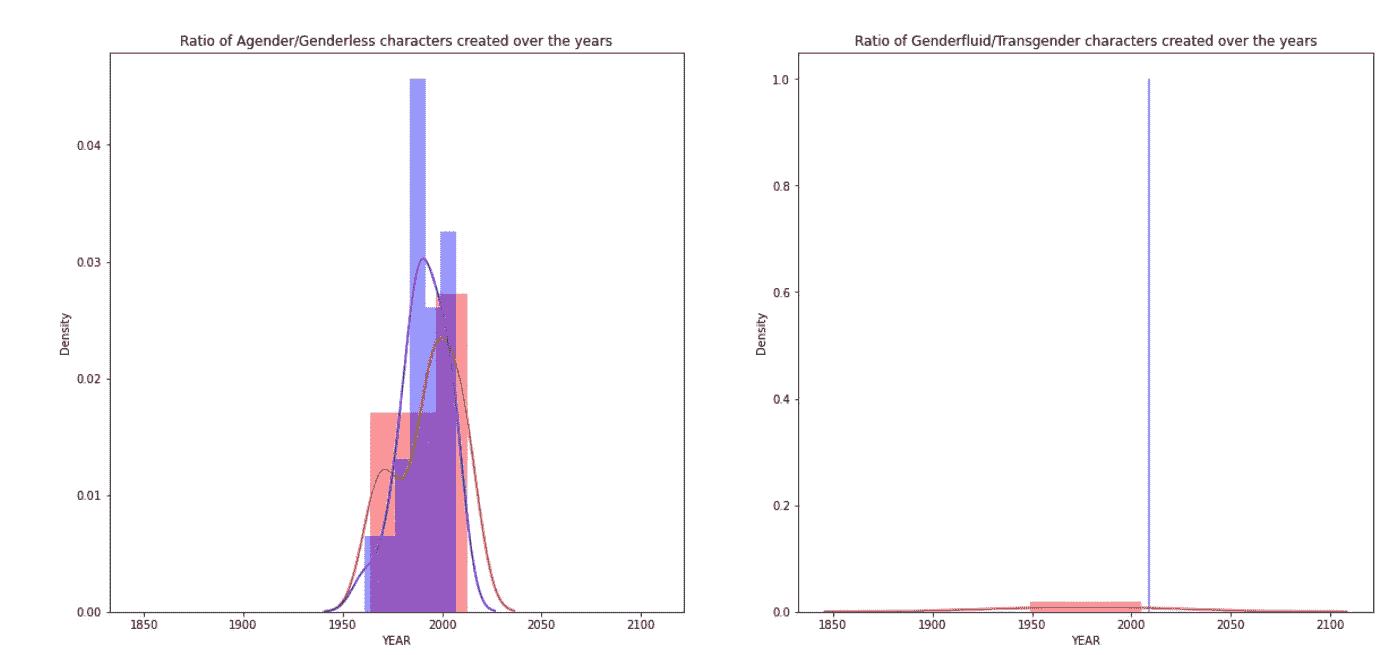 Ratio of Agender/Genderless characters created over the years
0.04
0.03
0.02
0.01
0.00
Density
1850 1900 1950 2000 2050 2100
YEAR
Ratio of Genderfluid/Transgender characters created over the years
1.0
0.8
0.6
0.4
0.2
0.0
Density
1850 1900 1950 2000 2050 2100
YEAR